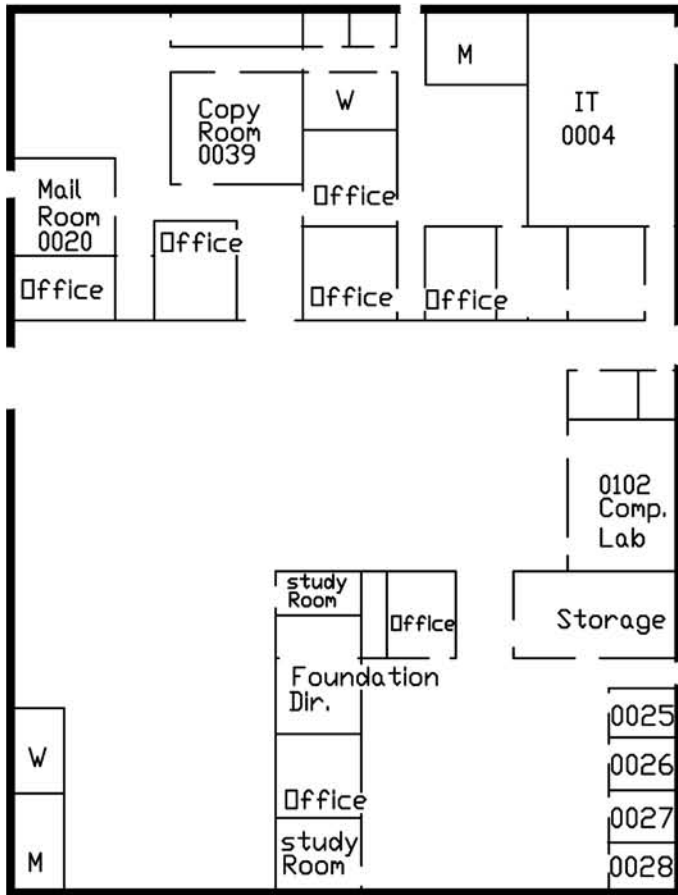 M
IT
0004
W
Copy
Room
0039
Mail
Room
0020
Office
Office
Office
Office
Office
0102
Comp.
Lab
study
Room
Office
Storage
Foundation
Dir.
0025
W
0026
Office
0027
study
Room
M
0028